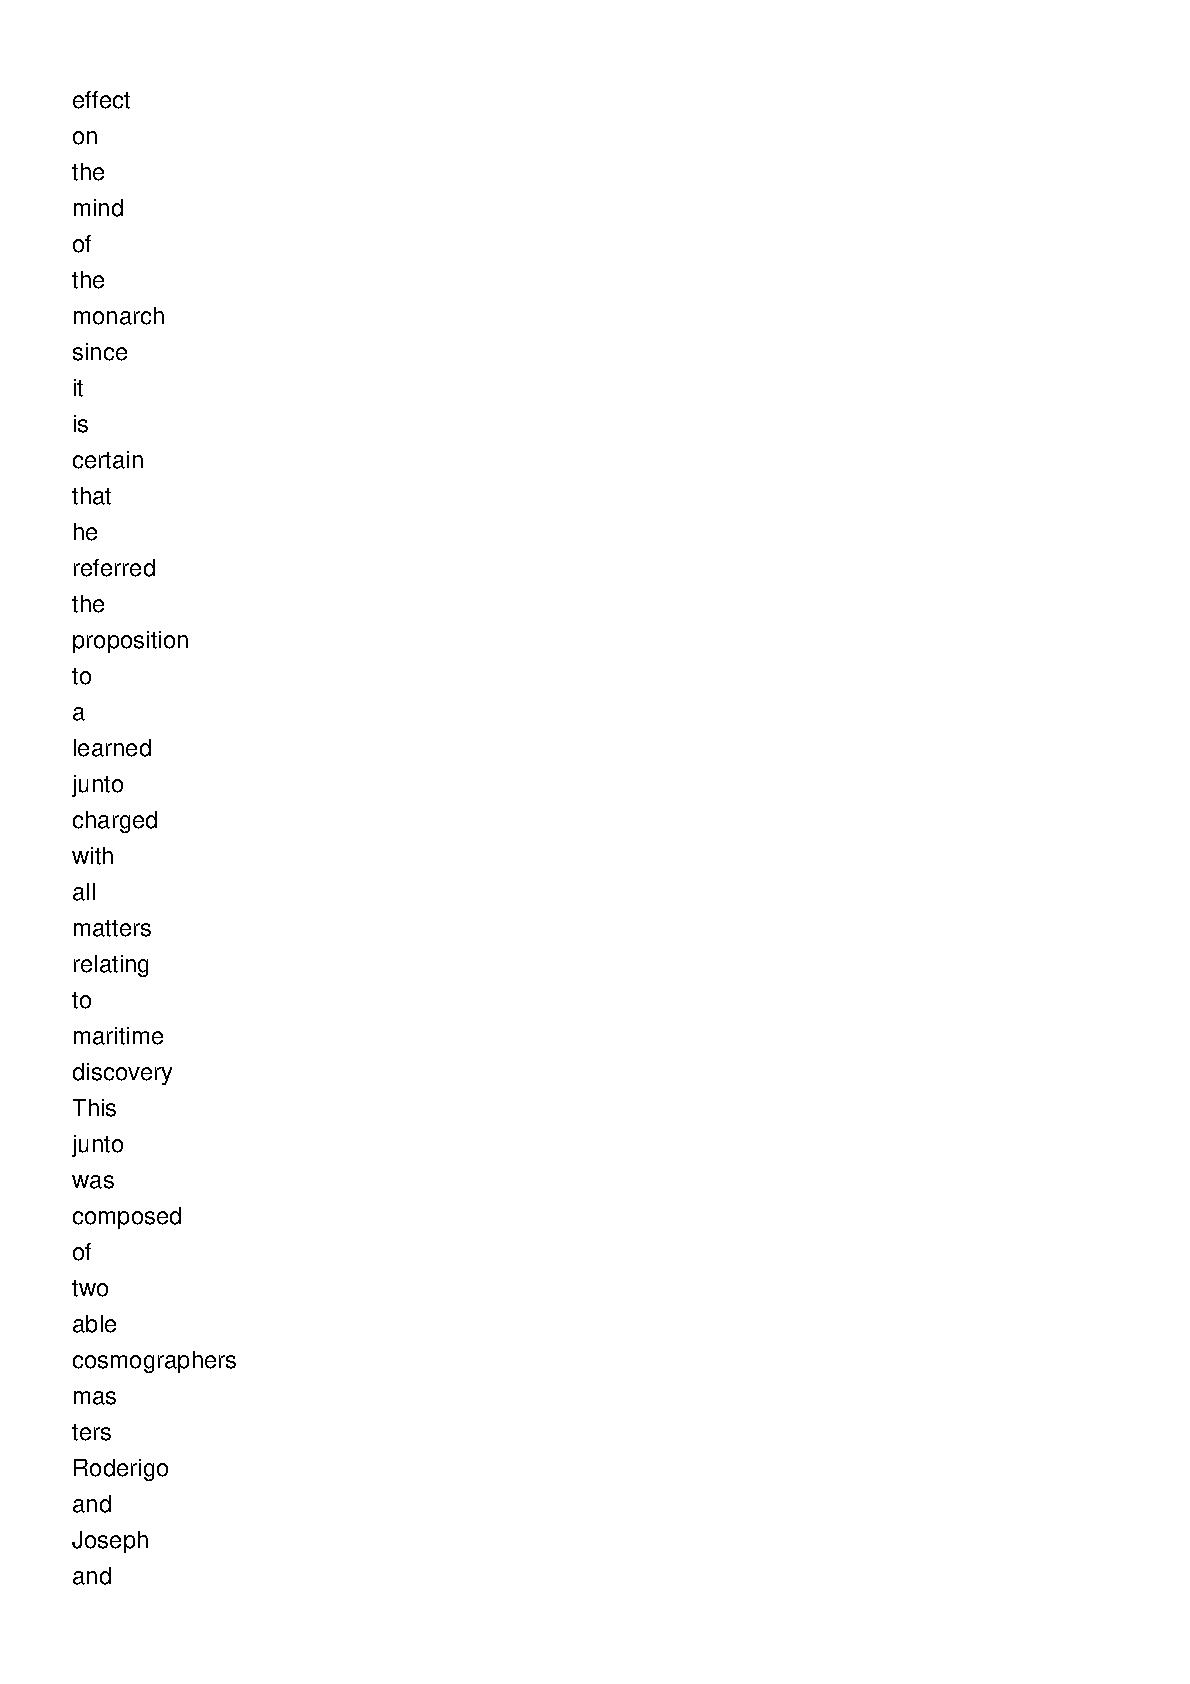 effect
on
the
mind
of
the
monarch
since
it
is
certain
that
he
referred
the
proposition
to
a
learned
junto
charged
with
all
matters
relating
to
maritime
discovery
This
junto
was
composed
of
two
able
cosmographers
mas
ters
Roderigo
and
Joseph
and